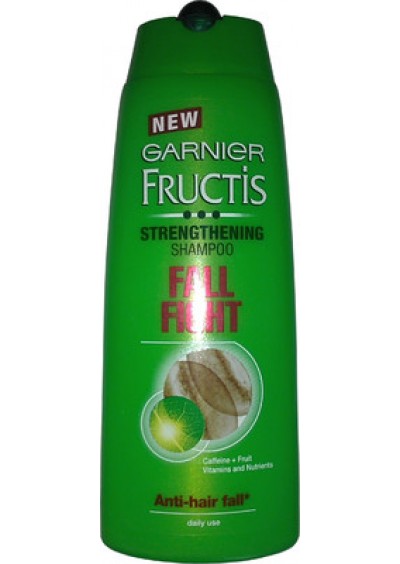 NEW
GARNIER
FRUCTiS
STRENGTHENING
SHAMPOO
FALL
FIGHT
Caffeine + Fruit
Vitamins and Nutrients
Anti-hair fall*
daily use